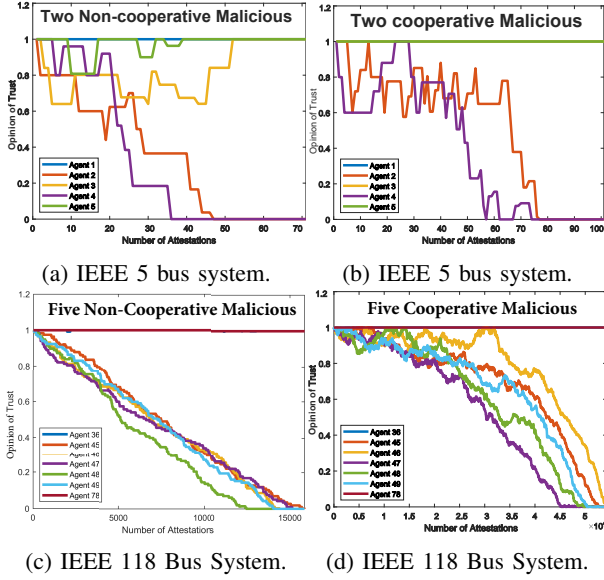 Two Non-cooperative Malicious
1.2
1
0.8
0.6
0.4
0.2
0
Opinion of Trust
Agent 1
Agent 2
Agent 3
Agent 4
Agent 5
0 10 20 30 40 50 60 70
Number of Attestations
(a) IEEE 5 bus system.
Two cooperative Malicious
1.2
1
0.8
0.6
0.4
0.2
0
Opinion of Trust
Agent 1
Agent 2
Agent 3
Agent 4
Agent 5
0 10 20 30 40 50 60 70 80 90 100
Number of Attestations
(b) IEEE 5 bus system.
Five Non-Cooperative Malicious
1.2
1
0.8
0.6
0.4
0.2
0
Opinion of Trust
Agent 36
Agent 45
Agent 47
Agent 48
Agent 49
Agent 78
0 5000 10000 15000
Number of Attestations
(c) IEEE 118 Bus System.
Five Cooperative Malicious
1.2
1
0.8
0.6
0.4
0.2
0
Opinion of Trust
Agent 36
Agent 45
Agent 46
Agent 47
Agent 48
Agent 49
Agent 78
0 0.5 1 1.5 2 2.5 3 3.5 4 4.5 5
Number of Attestations
(d) IEEE 118 Bus System.